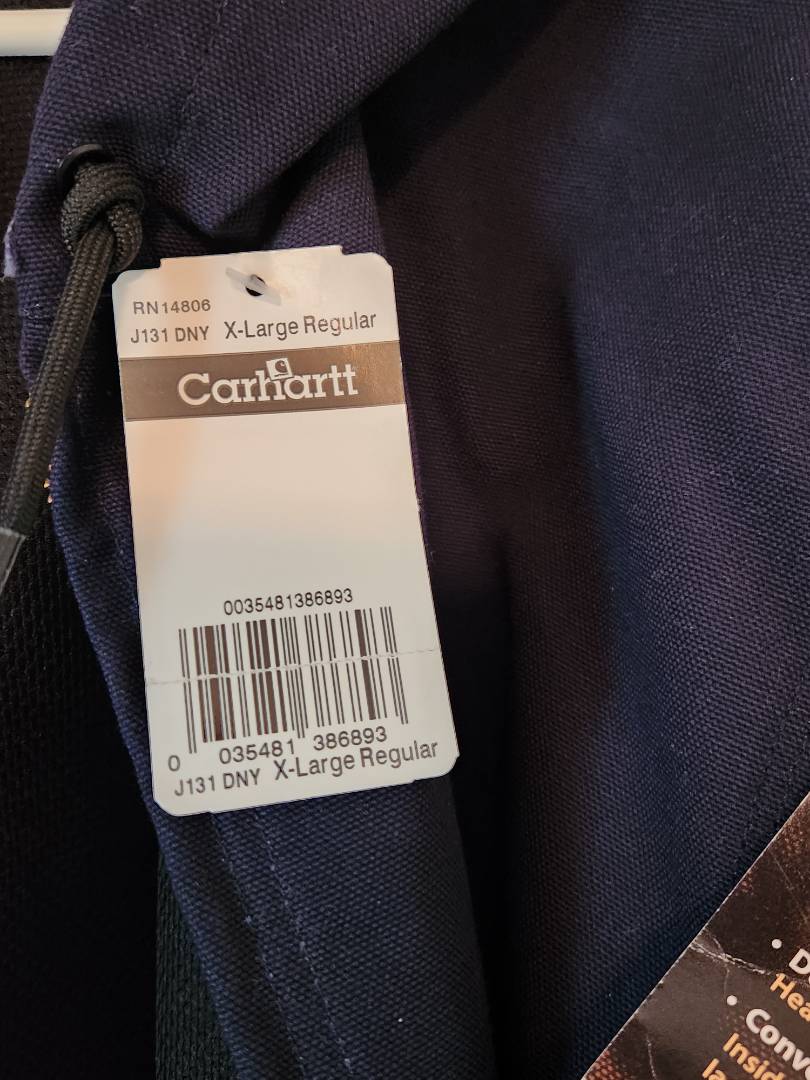 RN14806
J131 DNY X-Large Regular
Carhartt
0035481386893
0 035481 386893
J131 DNY X-Large Regular